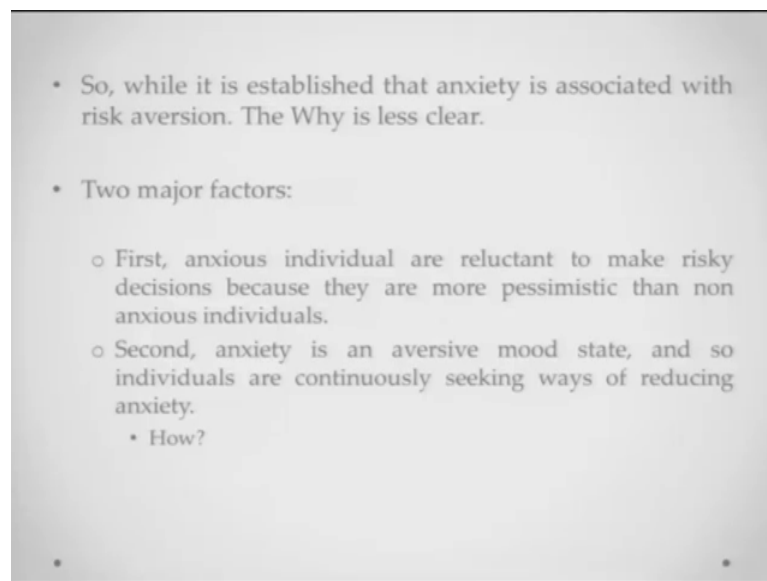 • So, while it is established that anxiety is associated with
risk aversion. The Why is less clear.
• Two major factors:
o First, anxious individual are reluctant to make risky
decisions because they are more pessimistic than non
anxious individuals.
o Second, anxiety is an aversive mood state, and so
individuals are continuously seeking ways of reducing
anxiety.
• How?